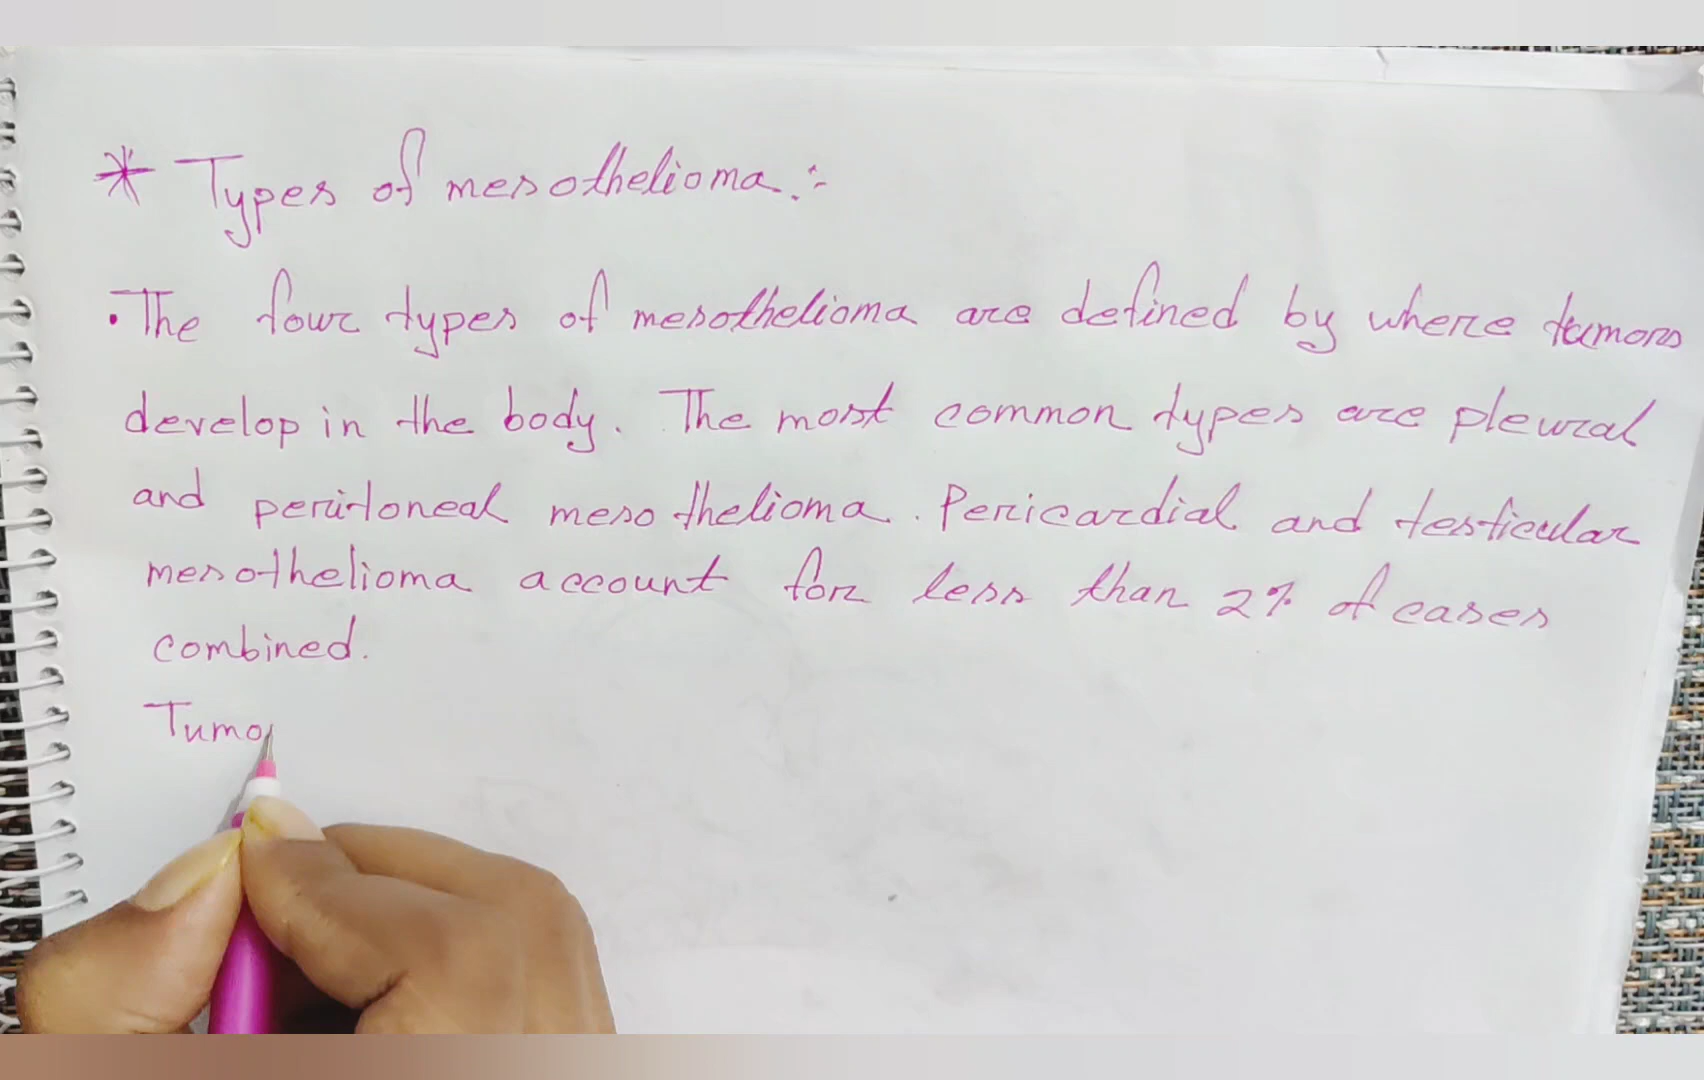 * Types of mesothelioma :-
• The four types of mesothelioma are defined by where tumors
develop in the body. The most common types are pleural
and peritoneal mesothelioma. Pericardial and testicular
mesothelioma account for less than 2% of cases
combined.
Tumo